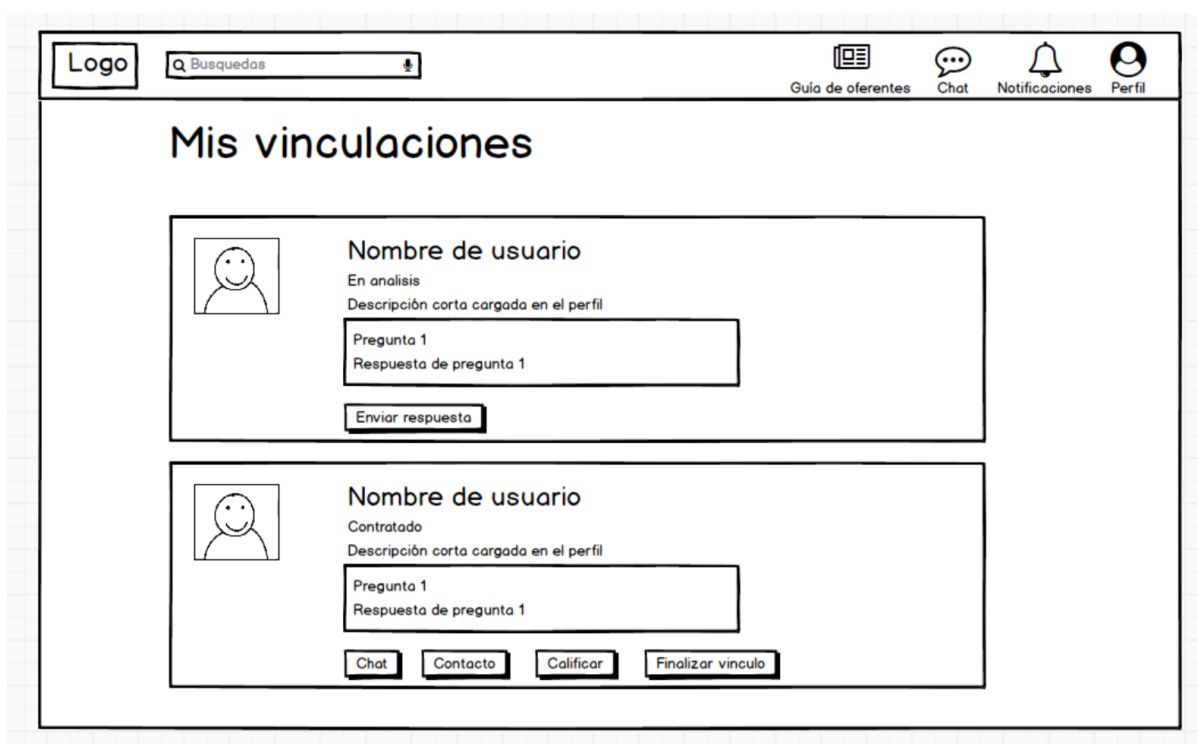 Logo
Busquedas
Guía de oferentes
Chat
Notificaciones
Perfil
Mis vinculaciones
Nombre de usuario
En analisis
Descripción corta cargada en el perfil
Pregunta 1
Respuesta de pregunta 1
Enviar respuesta
Nombre de usuario
Contratado
Descripción corta cargada en el perfil
Pregunta 1
Respuesta de pregunta 1
Chat
Contacto
Calificar
Finalizar vinculo